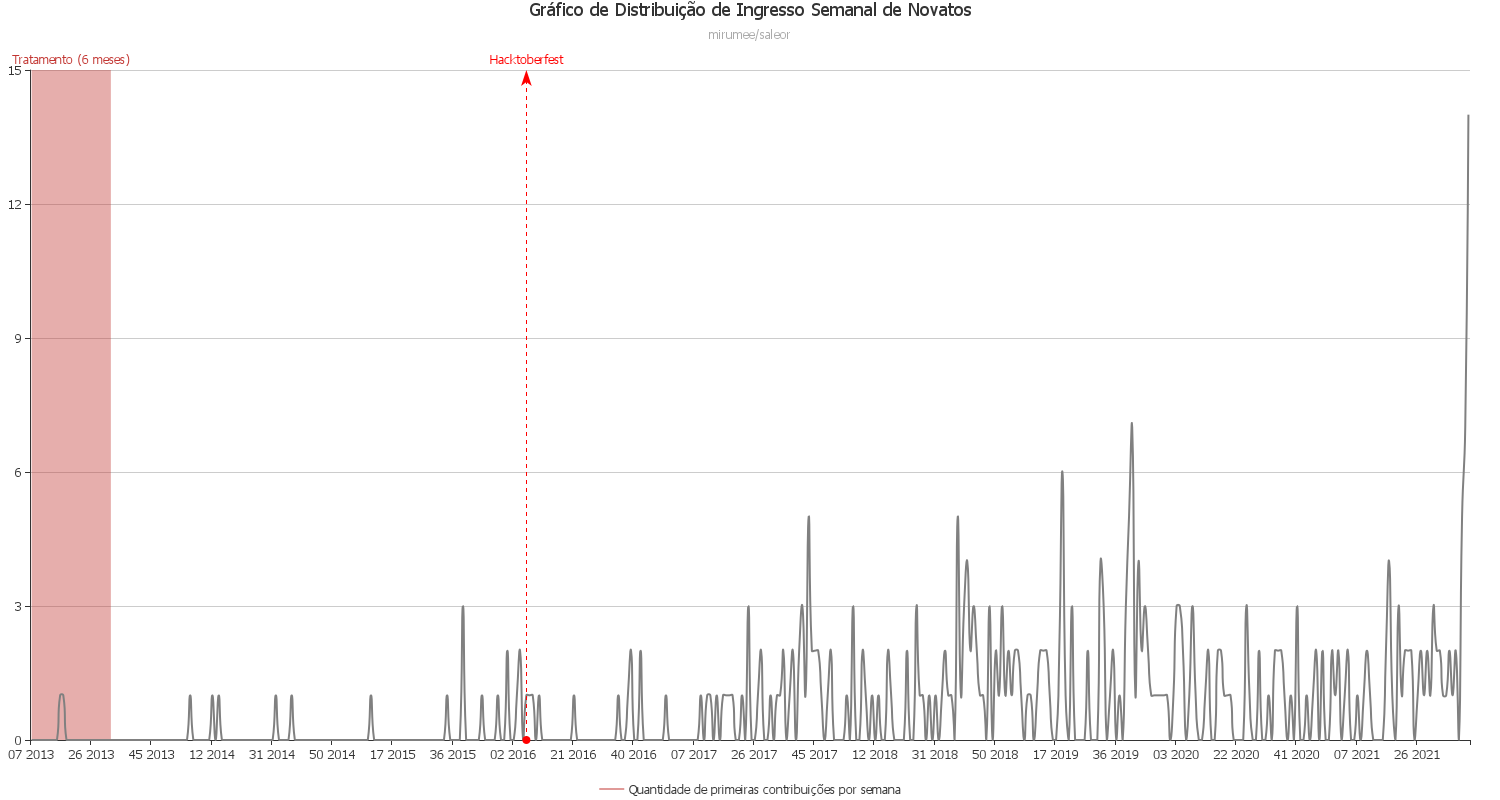 Gráfico de Distribuição de Ingresso Semanal de Novatos
mirumee/saleor
Tratamento (6 meses)
Hacktoberfest
15
12
9
6
3
0
07 2013 26 2013 45 2013 12 2014 31 2014 50 2014 17 2015 36 2015 02 2016 21 2016 40 2016 07 2017 26 2017 45 2017 12 2018 31 2018 50 2018 17 2019 36 2019 03 2020 22 2020 41 2020 07 2021 26 2021
Quantidade de primeiras contribuições por semana